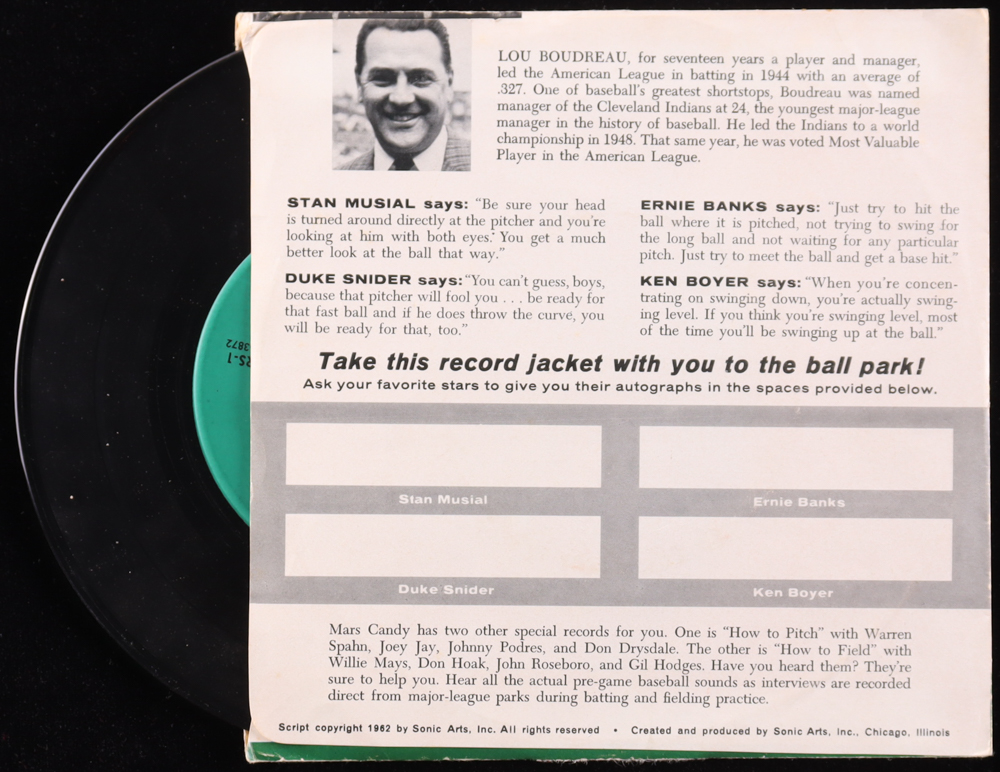 LOU BOUDREAU, for seventeen years a player and manager,
led the American League in batting in 1944 with an average of
.327. One of baseball's greatest shortstops, Boudreau was named
manager of the Cleveland Indians at 24, the youngest major-league
manager in the history of baseball. He led the Indians to a world
championship in 1948. That same year, he was voted Most Valuable
Player in the American League.
STAN MUSIAL says: “Be sure your head
is turned around directly at the pitcher and you're
looking at him with both eyes. You get a much
better look at the ball that way.”
DUKE SNIDER says: “You can't guess, boys,
because that pitcher will fool you . . . be ready for
that fast ball and if he does throw the curve, you
will be ready for that, too.”
ERNIE BANKS says: “Just try to hit the
ball where it is pitched, not trying to swing for
the long ball and not waiting for any particular
pitch. Just try to meet the ball and get a base hit.”
KEN BOYER says: “When you're concen-
trating on swinging down, you're actually swing-
ing level. If you think you're swinging level, most
of the time you'll be swinging up at the ball.”
Take this record jacket with you to the ball park!
Ask your favorite stars to give you their autographs in the spaces provided below.
Stan Musial
Ernie Banks
Duke Snider
Ken Boyer
Mars Candy has two other special records for you. One is “How to Pitch” with Warren
Spahn, Joey Jay, Johnny Podres, and Don Drysdale. The other is “How to Field” with
Willie Mays, Don Hoak, John Roseboro, and Gil Hodges. Have you heard them? They're
sure to help you. Hear all the actual pre-game baseball sounds as interviews are recorded
direct from major-league parks during batting and fielding practice.
Script copyright 1962 by Sonic Arts, Inc. All rights reserved • Created and produced by Sonic Arts, Inc., Chicago, Illinois